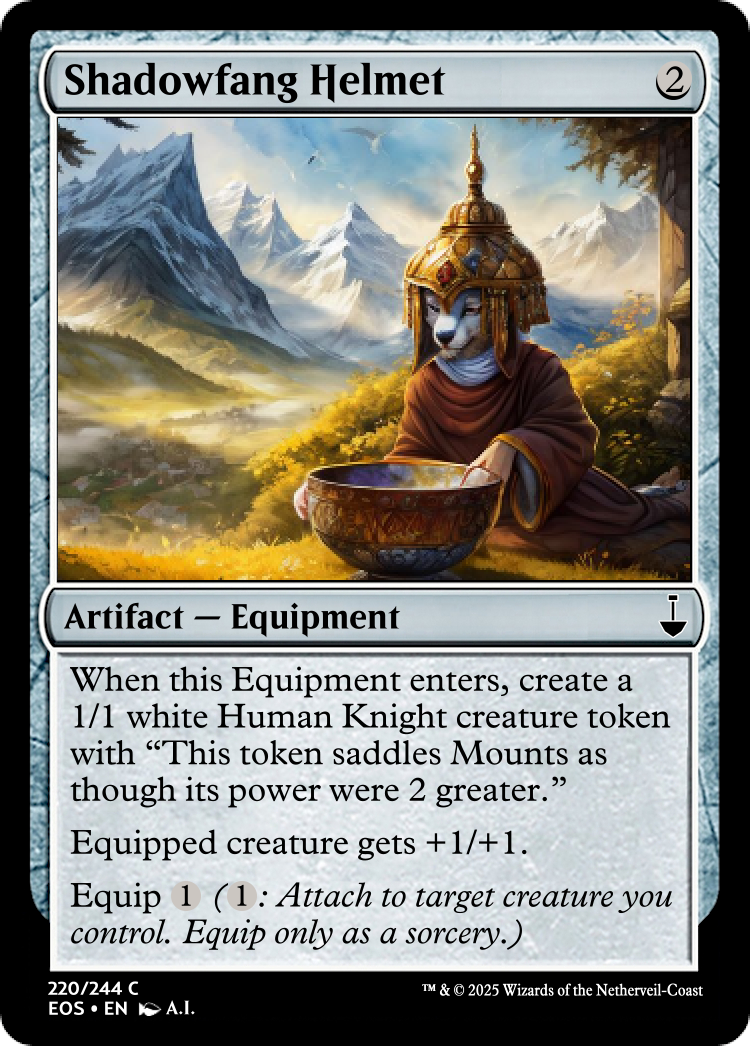 Shadowfang Helmet 2
Artifact — Equipment
When this Equipment enters, create a
1/1 white Human Knight creature token
with “This token saddles Mounts as
though its power were 2 greater.”
Equipped creature gets +1/+1.
Equip 1 (1: Attach to target creature you
control. Equip only as a sorcery.)
220/244 C
EOS • EN A.I.
™ & © 2025 Wizards of the Netherveil-Coast